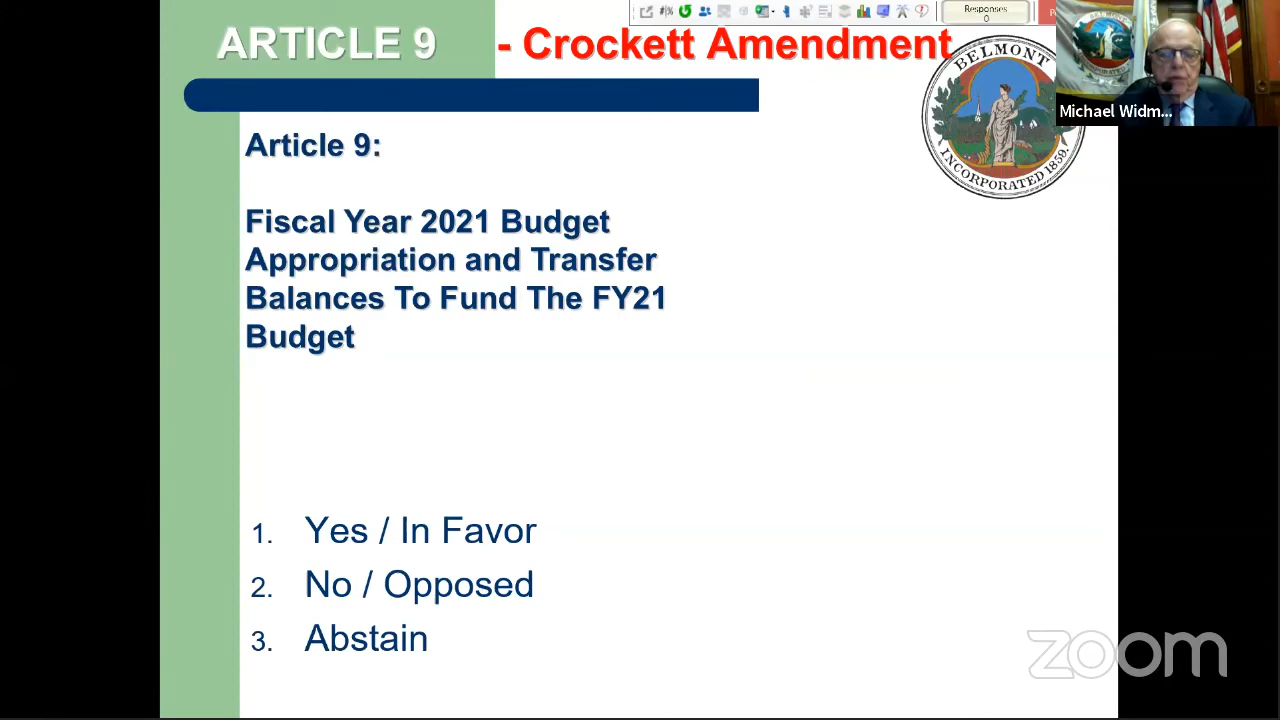 ARTICLE 9 - Crockett Amendment
Responses
0
BELMONT
INCORPORATED 1859.
Michael Widm...
Article 9:
Fiscal Year 2021 Budget
Appropriation and Transfer
Balances To Fund The FY21
Budget
1. Yes / In Favor
2. No / Opposed
3. Abstain
zoom